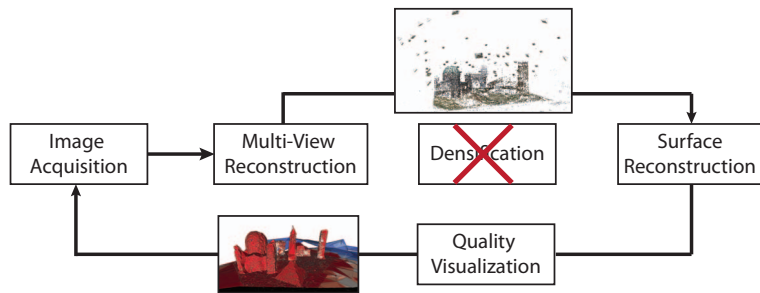 Image
Acquisition
Multi-View
Reconstruction
Densification
Surface
Reconstruction
Quality
Visualization